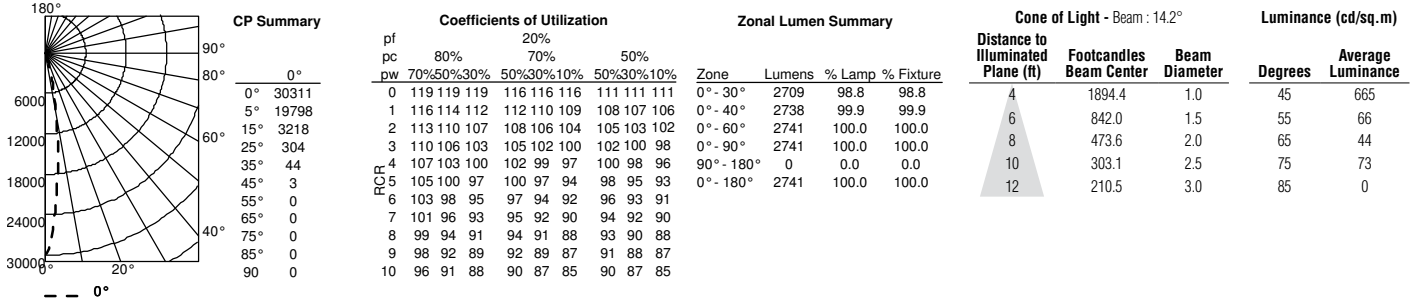 180°
90°
80°
60°
40°
20°
0°
6000
12000
18000
24000
30000
0°
CP Summary
0°
0° 30311
5° 19798
15° 3218
25° 304
35° 44
45° 3
55° 0
65° 0
75° 0
85° 0
90 0
Coefficients of Utilization
pf 20%
pc 80% 70% 50%
pw 70%50%30% 50%30%10% 50%30%10%
RCR
0 119 119 119 116 116 116 111 111 111
1 116 114 112 112 110 109 108 107 106
2 113 110 107 108 106 104 105 103 102
3 110 106 103 105 102 100 102 100 98
4 107 103 100 102 99 97 100 98 96
5 105 100 97 100 97 94 98 95 93
6 103 98 95 97 94 92 96 93 91
7 101 96 93 95 92 90 94 92 90
8 99 94 91 94 91 88 93 90 88
9 98 92 89 92 89 87 91 88 87
10 96 91 88 90 87 85 90 87 85
Zonal Lumen Summary
Zone Lumens % Lamp % Fixture
0°- 30° 2709 98.8 98.8
0°- 40° 2738 99.9 99.9
0°- 60° 2741 100.0 100.0
0°- 90° 2741 100.0 100.0
90°- 180° 0 0.0 0.0
0°- 180° 2741 100.0 100.0
Cone of Light - Beam : 14.2°
Distance to
Illuminated Footcandles Beam
Plane (ft) Beam Center Diameter
4 1894.4 1.0
6 842.0 1.5
8 473.6 2.0
10 303.1 2.5
12 210.5 3.0
Luminance (cd/sq.m)
Average
Degrees Luminance
45 665
55 66
65 44
75 73
85 0